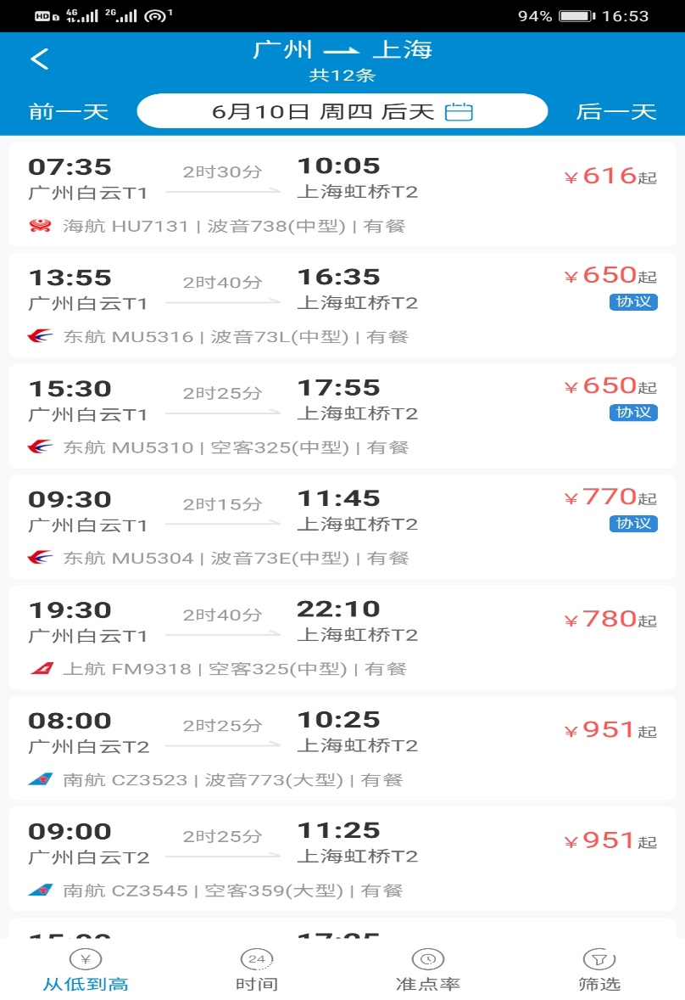 HD 4G 2G 1 94% 16:53
广州 上海
共12条
前一天 6月10日 周四 后天 后一天
07:35 2时30分 10:05 ¥616起
广州白云T1 上海虹桥T2
海航 HU7131 | 波音738(中型) | 有餐
13:55 2时40分 16:35 ¥650起
广州白云T1 上海虹桥T2 协议
东航 MU5316 | 波音73L(中型) | 有餐
15:30 2时25分 17:55 ¥650起
广州白云T1 上海虹桥T2 协议
东航 MU5310 | 空客325(中型) | 有餐
09:30 2时15分 11:45 ¥770起
广州白云T1 上海虹桥T2 协议
东航 MU5304 | 波音73E(中型) | 有餐
19:30 2时40分 22:10 ¥780起
广州白云T1 上海虹桥T2
上航 FM9318 | 空客325(中型) | 有餐
08:00 2时25分 10:25 ¥951起
广州白云T2 上海虹桥T2
南航 CZ3523 | 波音773(大型) | 有餐
09:00 2时25分 11:25 ¥951起
广州白云T2 上海虹桥T2
南航 CZ3545 | 空客359(大型) | 有餐
¥ 24
从低到高 时间 准点率 筛选